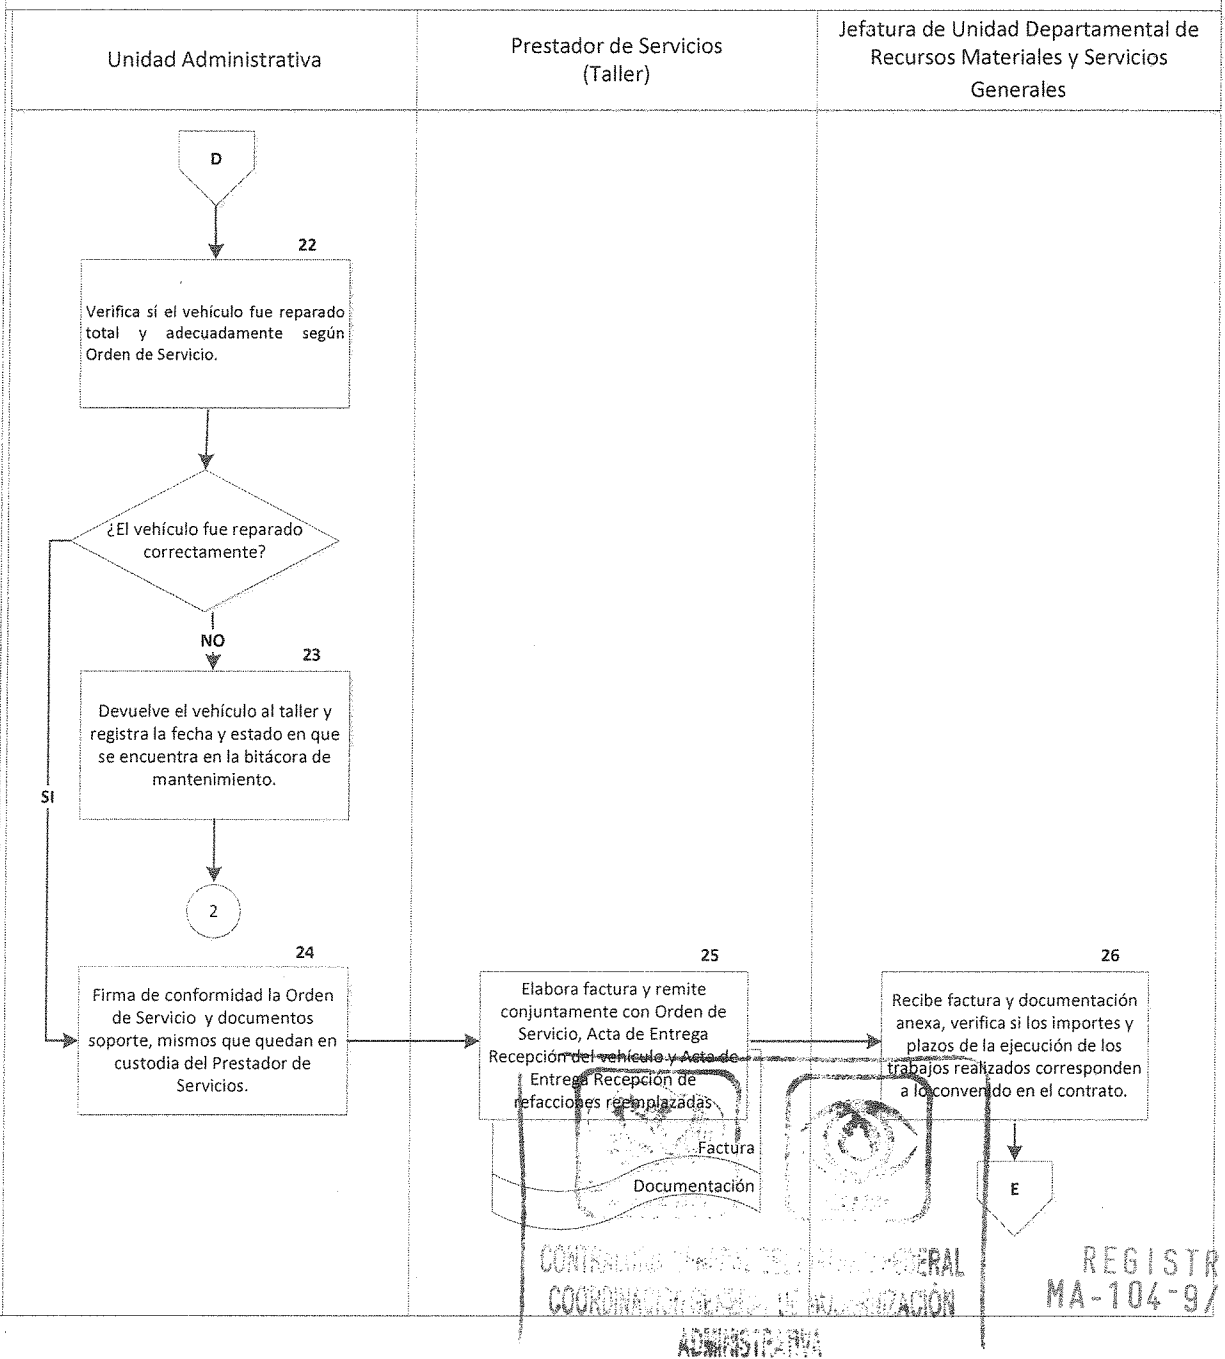 Unidad Administrativa
Prestador de Servicios
(Taller)
Jefatura de Unidad Departamental de
Recursos Materiales y Servicios
Generales
D
22
Verifica sí el vehículo fue reparado
total y adecuadamente según
Orden de Servicio.
¿El vehículo fue reparado
correctamente?
NO
SI
23
Devuelve el vehículo al taller y
registra la fecha y estado en que
se encuentra en la bitácora de
mantenimiento.
2
24
Firma de conformidad la Orden
de Servicio y documentos
soporte, mismos que quedan en
custodia del Prestador de
Servicios.
25
Elabora factura y remite
conjuntamente con Orden de
Servicio, Acta de Entrega
Recepción del vehículo y Acta de
Entrega Recepción de
refacciones reemplazadas
Factura
Documentación
26
Recibe factura y documentación
anexa, verifica si los importes y
plazos de la ejecución de los
trabajos realizados corresponden
a lo convenido en el contrato.
E
ADMINISTRATIVA
REGISTR
MA-104-9/